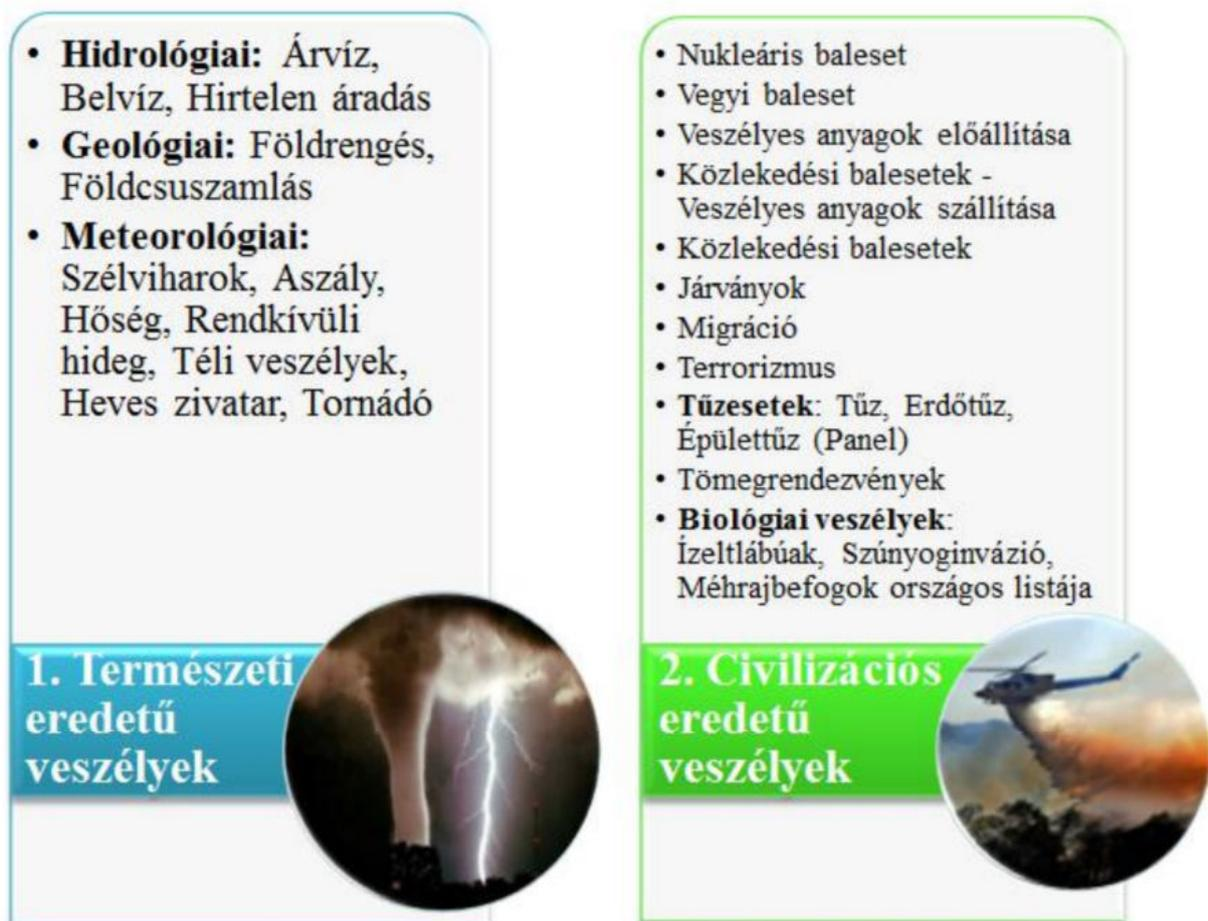 • Hidrológiai: Árvíz,
Belvíz, Hirtelen áradás
• Geológiai: Földrengés,
Földcsuszamlás
• Meteorológiai:
Szélviharok, Aszály,
Hőség, Rendkívüli
hideg, Téli veszélyek,
Heves zivatar, Tornádó
1. Természeti
eredetű
veszélyek
• Nukleáris baleset
• Vegyi baleset
• Veszélyes anyagok előállítása
• Közlekedési balesetek -
Veszélyes anyagok szállítása
• Közlekedési balesetek
• Járványok
• Migráció
• Terrorizmus
• Tűzesetek: Tűz, Erdőtűz,
Épülettűz (Panel)
• Tömegrendezvények
• Biológiai veszélyek:
Ízeltlábúak, Szúnyoginvázió,
Méhrajbefogok országos listája
2. Civilizációs
eredetű
veszélyek